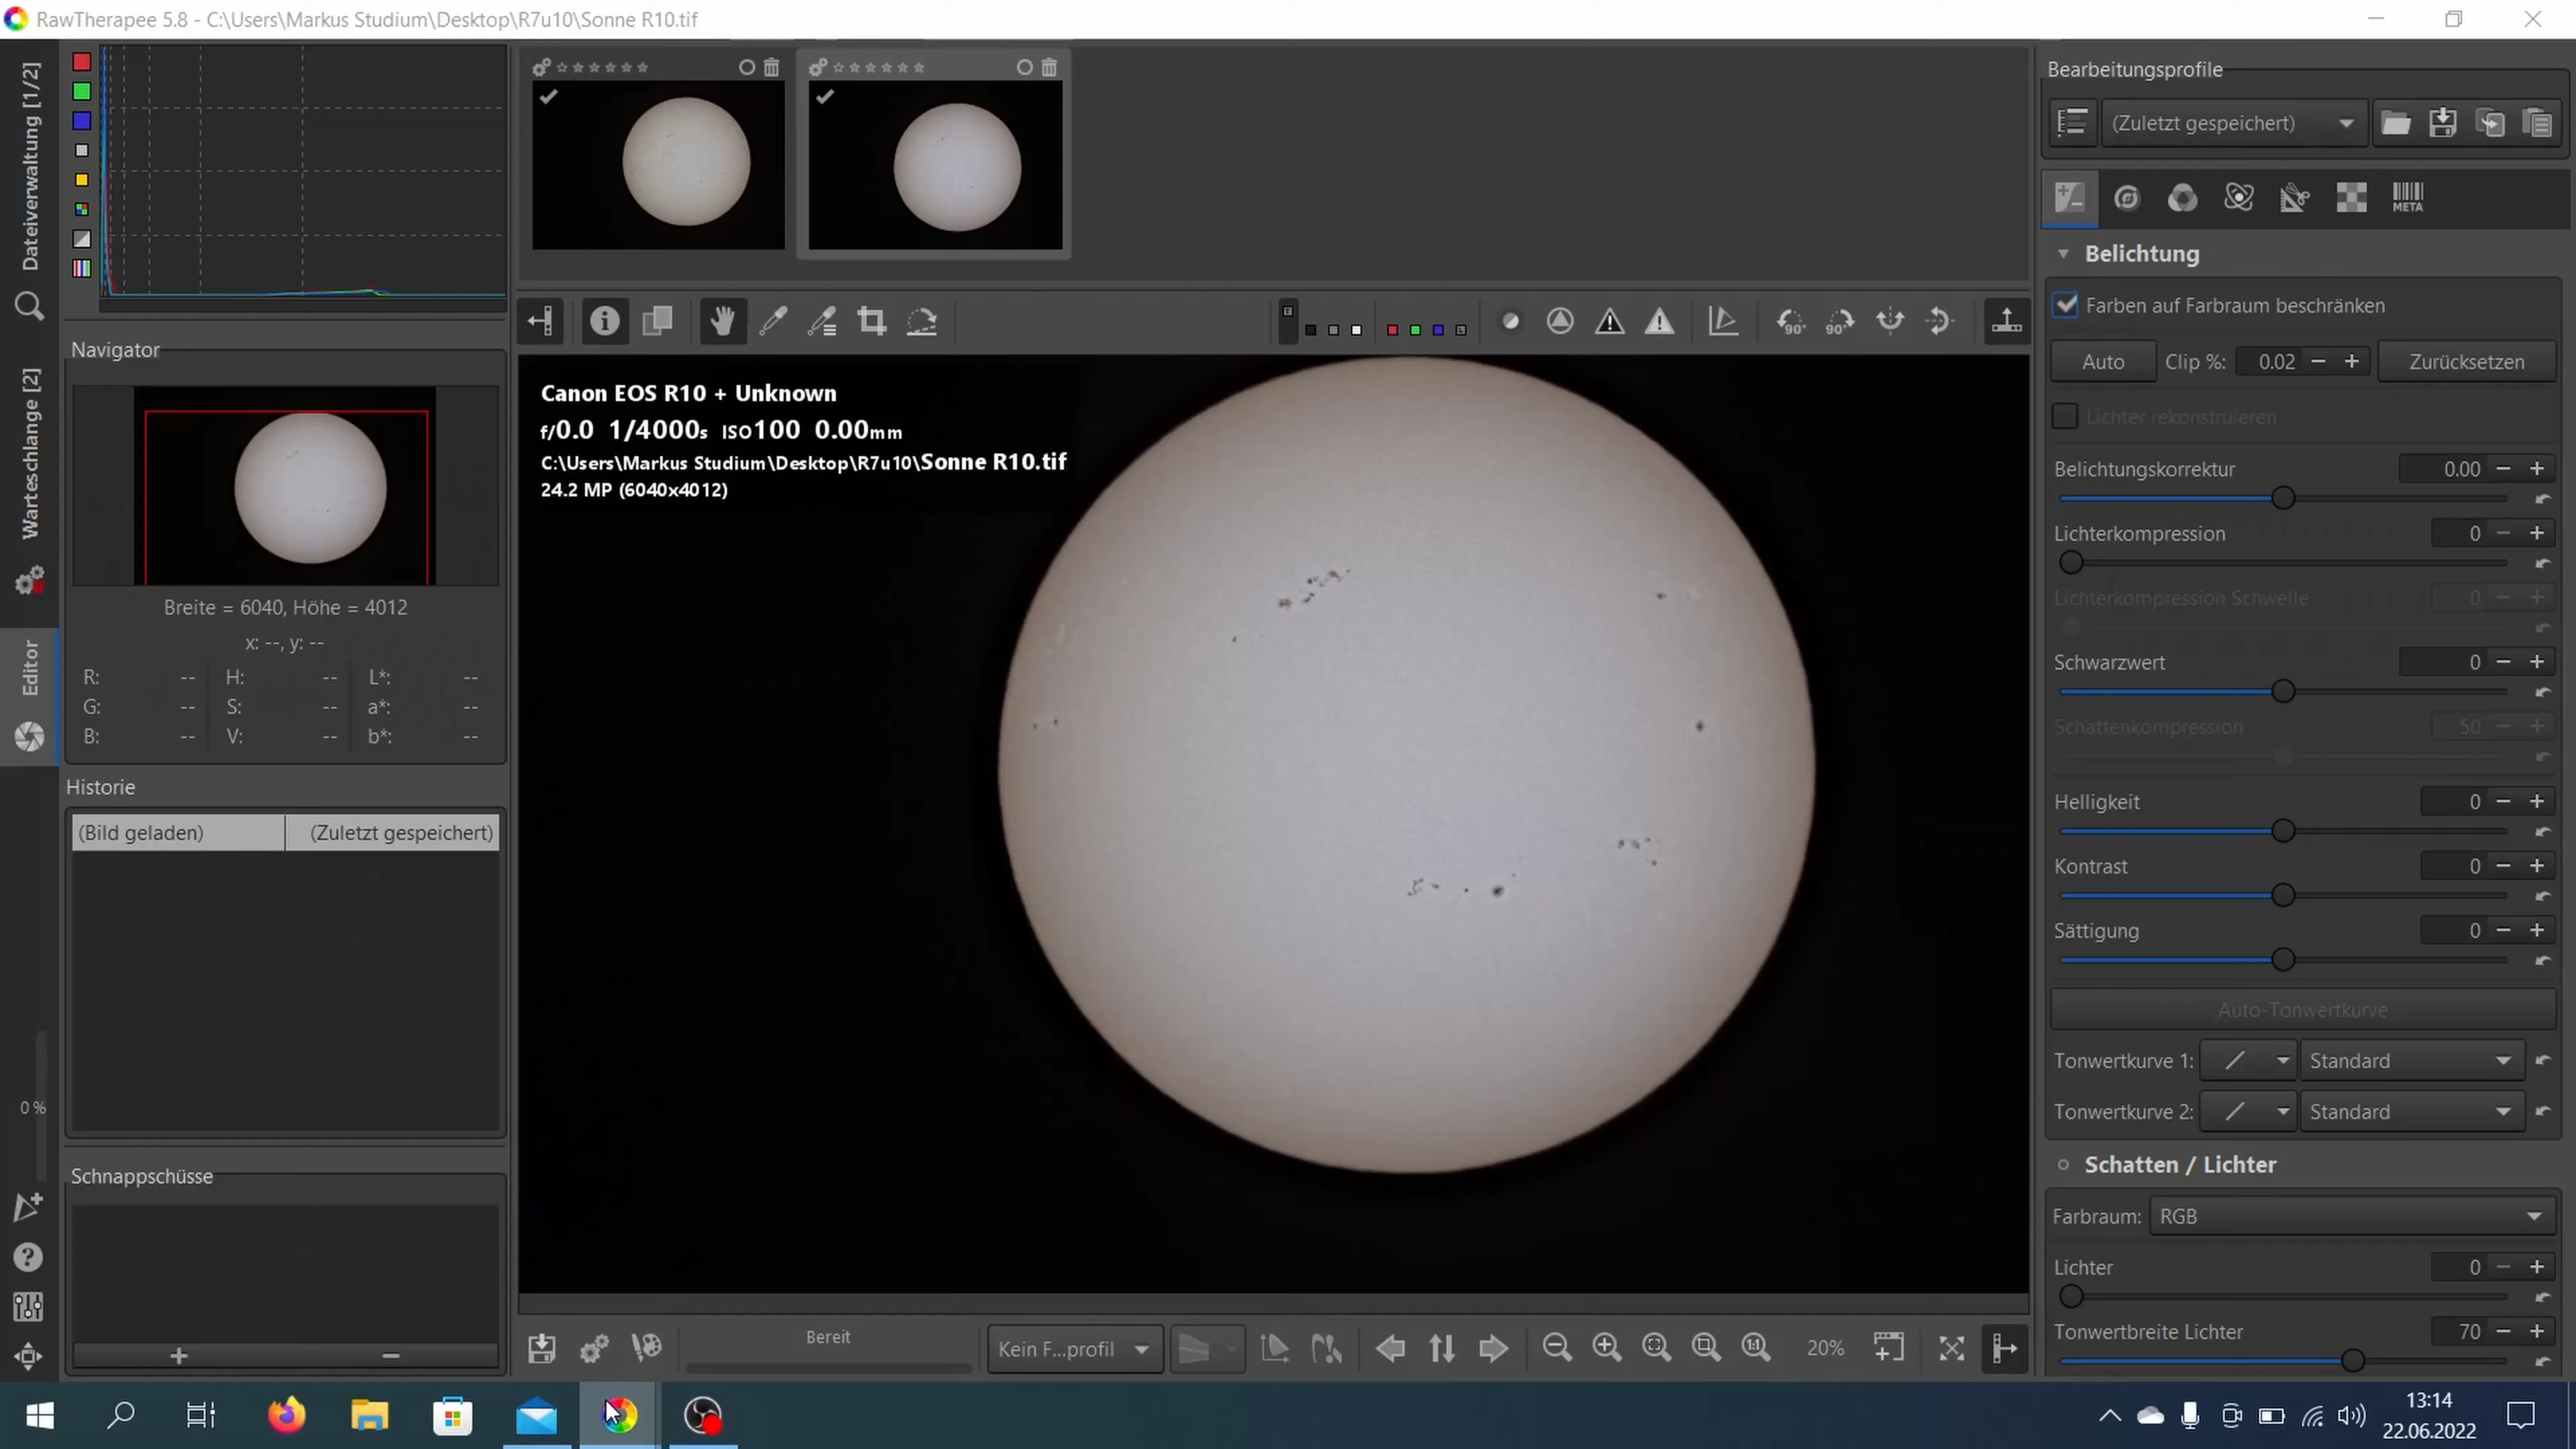 RawTherapee 5.8 - C:\Users\Markus Studium\Desktop\R7u10\Sonne R10.tif
Dateiverwaltung [1/2]
Warteschlange [2]
Editor
0 %
Navigator
Breite = 6040, Höhe = 4012
x: --, y: --
R: -- H: -- L*: --
G: -- S: -- a*: --
B: -- V: -- b*: --
Historie
(Bild geladen) (Zuletzt gespeichert)
Schnappschüsse
Canon EOS R10 + Unknown
f/0.0 1/4000s ISO100 0.00mm
C:\Users\Markus Studium\Desktop\R7u10\Sonne R10.tif
24.2 MP (6040x4012)
90° 90°
Bereit
Kein F...profil
1:1
20%
Bearbeitungsprofile
(Zuletzt gespeichert)
META
Belichtung
Farben auf Farbraum beschränken
Auto Clip %: 0.02 Zurücksetzen
Lichter rekonstruieren
Belichtungskorrektur 0.00
Lichterkompression 0
Lichterkompression Schwelle 0
Schwarzwert 0
Schattenkompression 50
Helligkeit 0
Kontrast 0
Sättigung 0
Auto-Tonwertkurve
Tonwertkurve 1: Standard
Tonwertkurve 2: Standard
Schatten / Lichter
Farbraum: RGB
Lichter 0
Tonwertbreite Lichter 70
13:14
22.06.2022